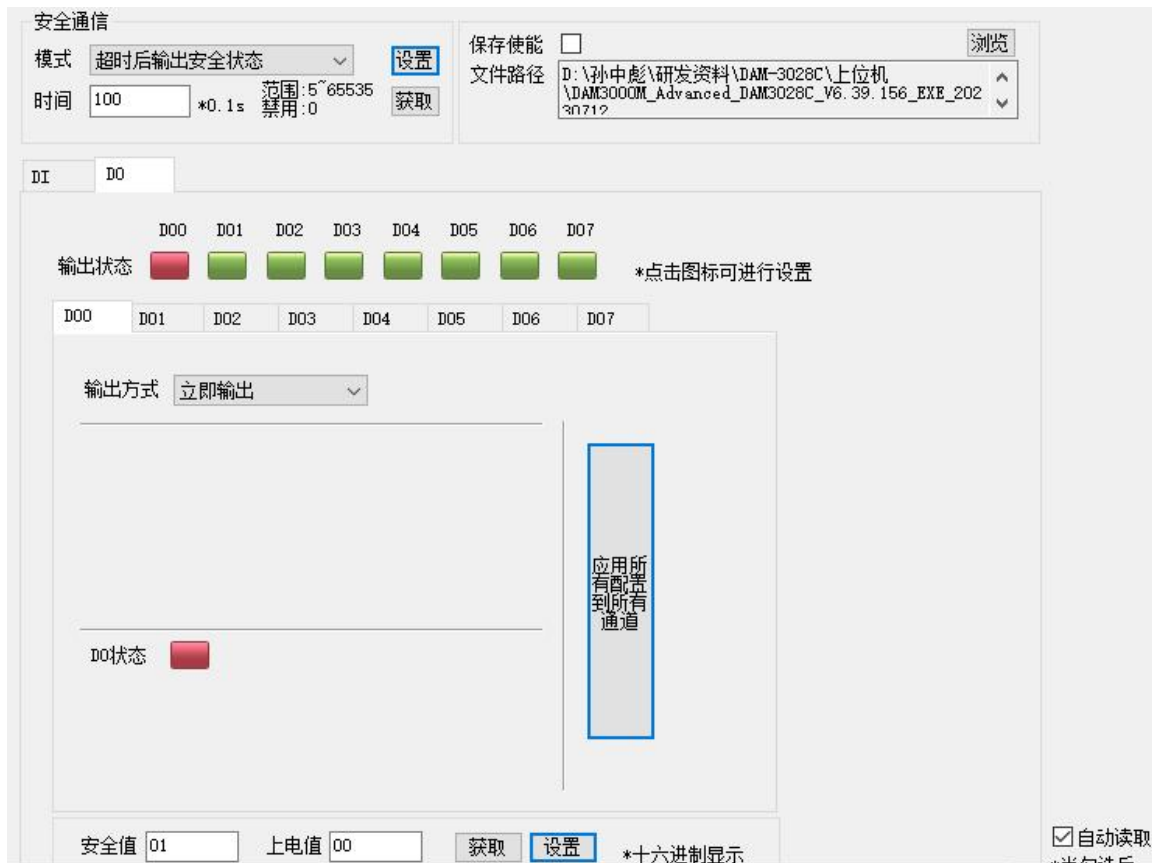 安全通信
模式 超时后输出安全状态 设置
时间 100 *0.1s 范围:5~65535 禁用:0 获取
保存使能 浏览
文件路径 D:\孙中彪\研发资料\DAM-3028C\上位机
\DAM3000M_Advanced_DAM3028C_V6.39.156_EXE_202
30712
DI DO
DO0 DO1 DO2 DO3 DO4 DO5 DO6 DO7
输出状态 *点击图标可进行设置
DO0 DO1 DO2 DO3 DO4 DO5 DO6 DO7
输出方式 立即输出
应用所
有配置
到所有
通道
DO状态
安全值 01 上电值 00 获取 设置 *十六进制显示
自动读取